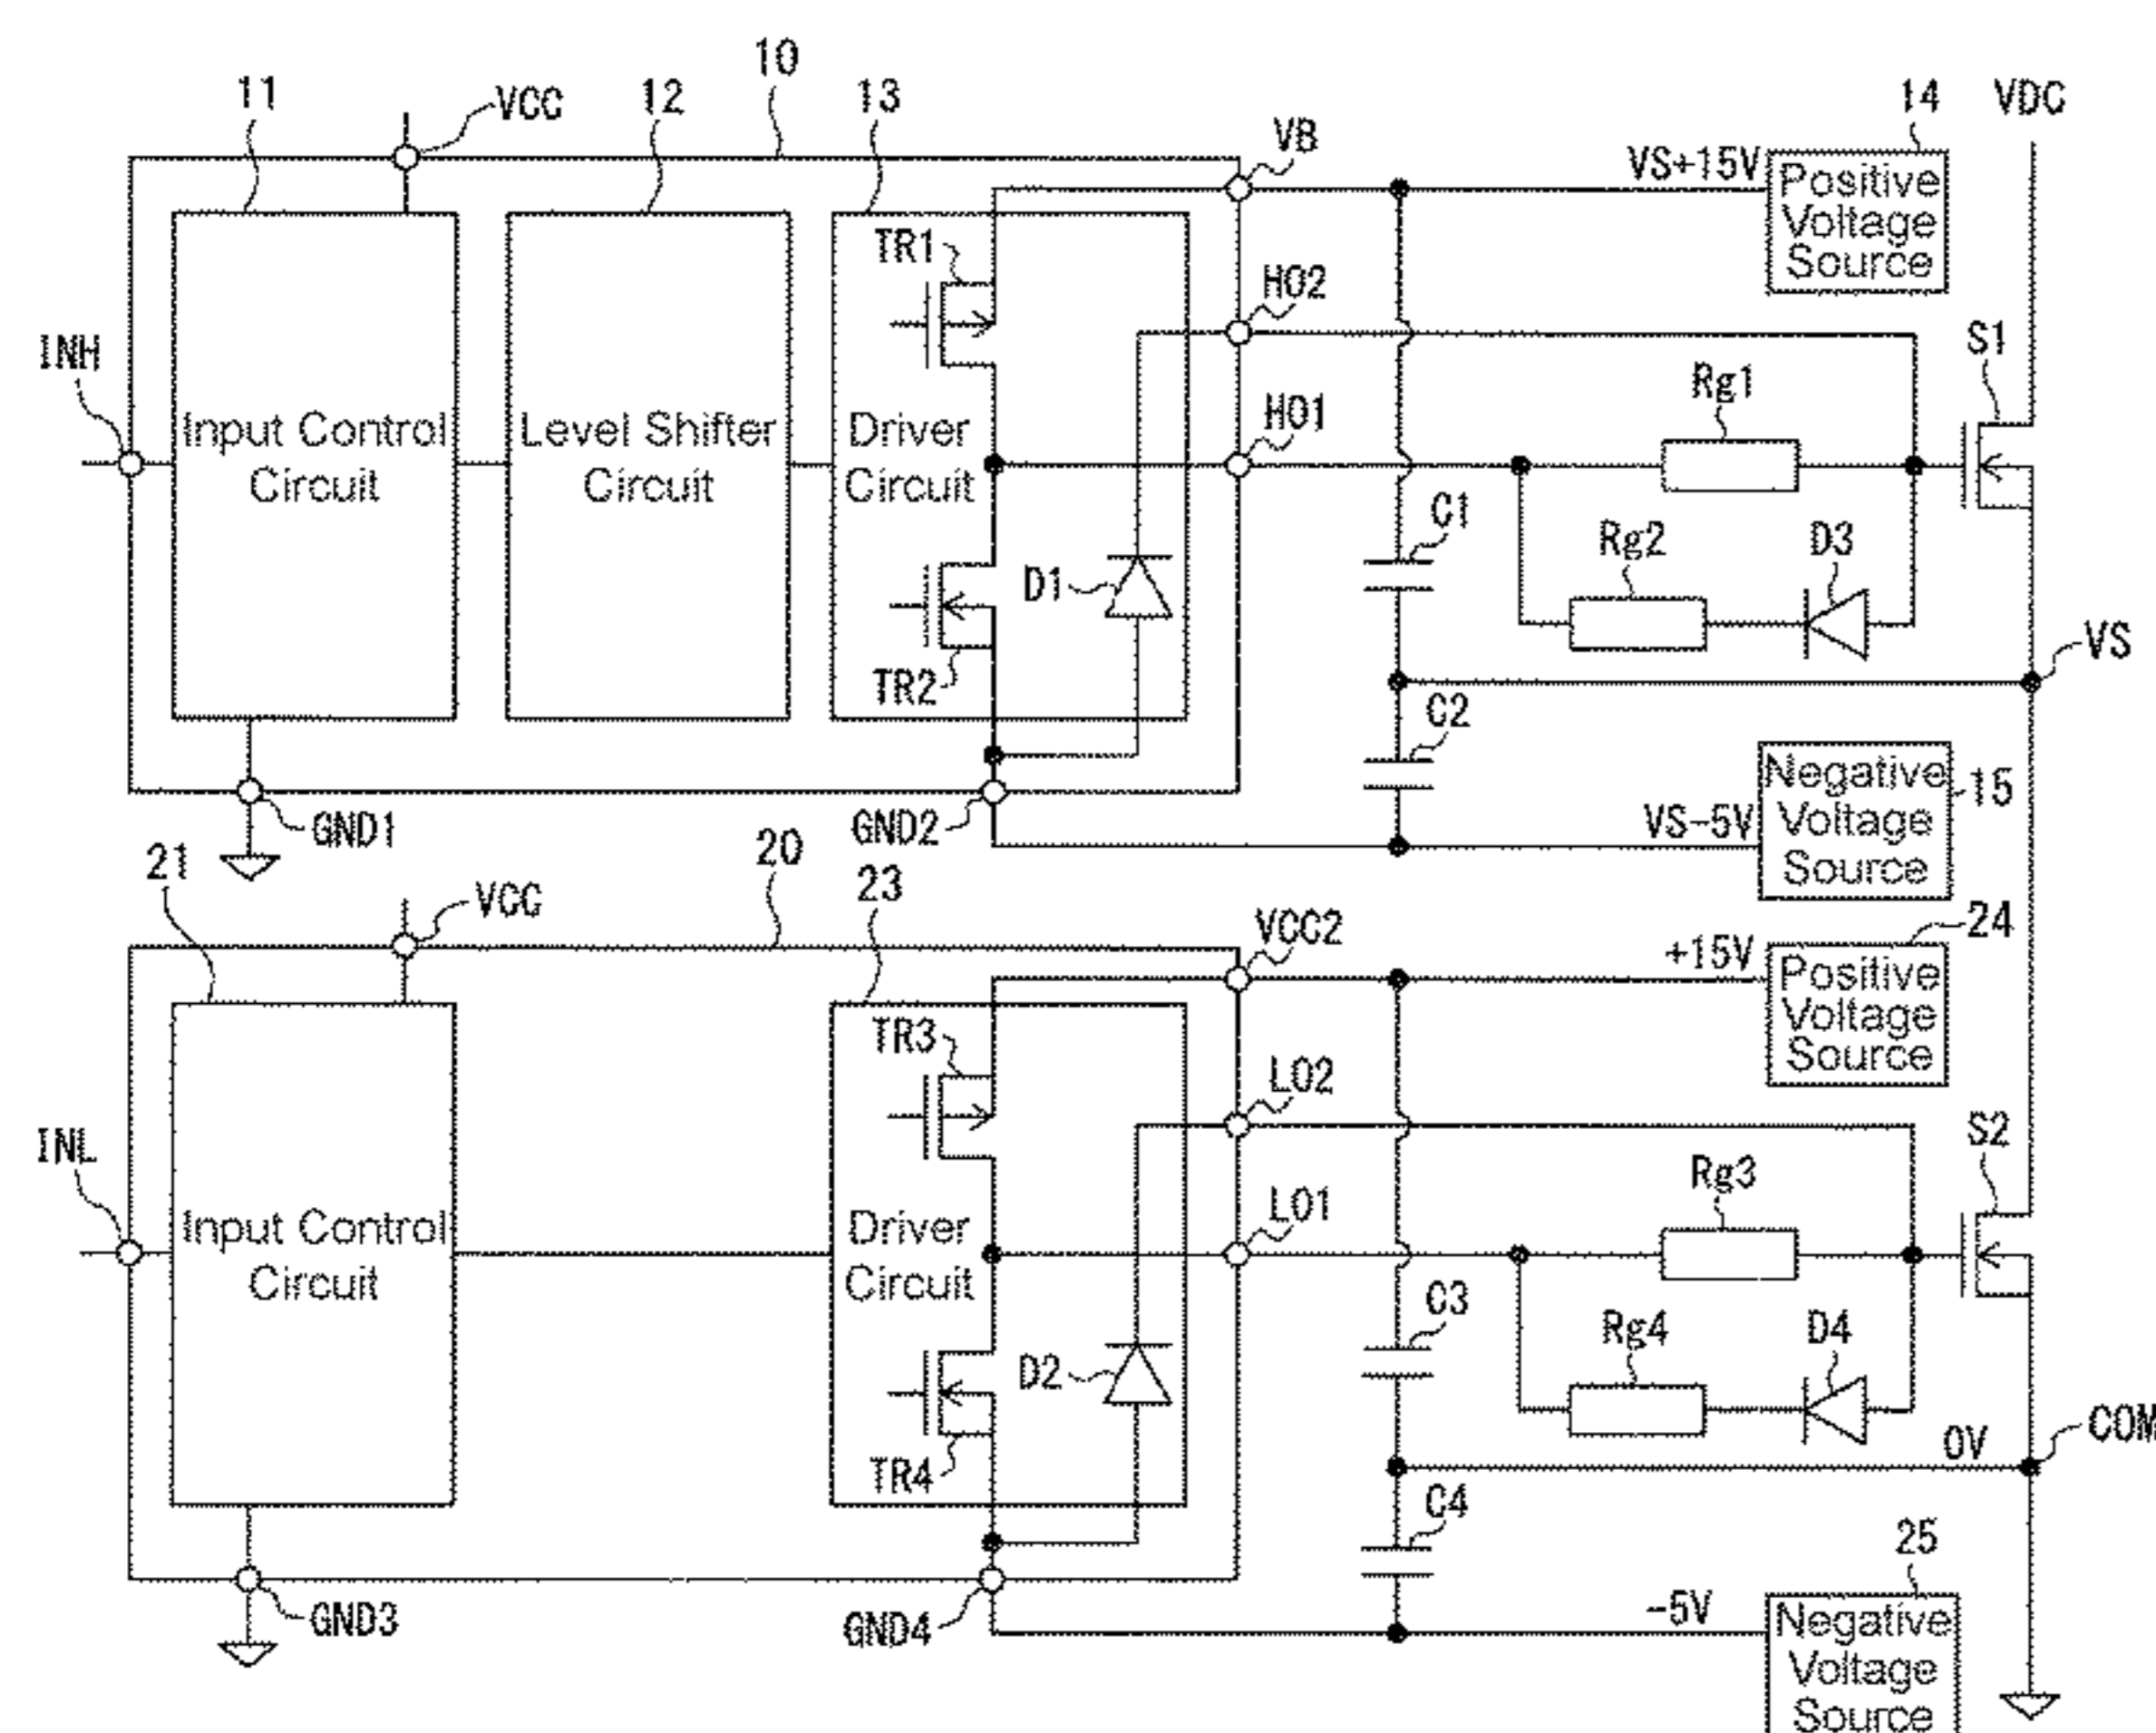 10
11
VCC
12
13
VB
14
VDC
VS+15V
Positive
Voltage
Source
TR1
HO2
S1
INH
Rg1
HO1
Input Control
Circuit
Level Shifter
Circuit
Driver
Circuit
C1
Rg2
D3
D1
VS
TR2
C2
Negative
Voltage
Source
15
GND1
GND2
VS-5V
21
20
23
VCC
VCC2
24
+15V
Positive
Voltage
Source
TR3
LO2
S2
INL
Rg3
LO1
Input Control
Circuit
Driver
Circuit
C3
Rg4
D4
D2
COM
0V
TR4
C4
25
GND3
GND4
-5V
Negative
Voltage
Source